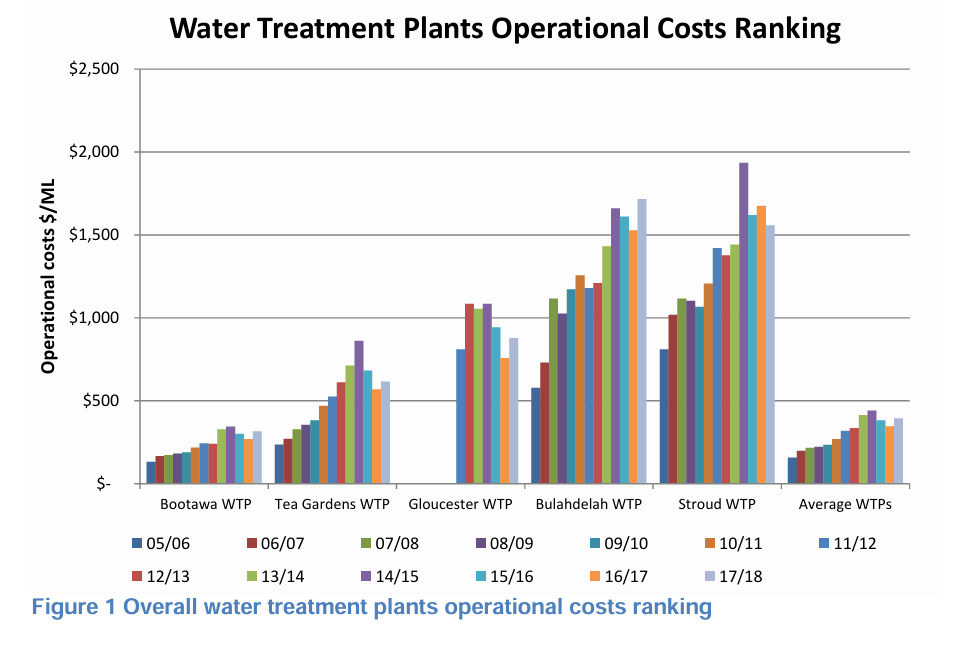 Water Treatment Plants Operational Costs Ranking
$2,500
$2,000
$1,500
$1,000
$500
$-
Operational costs $/ML
Bootawa WTP Tea Gardens WTP Gloucester WTP Bulahdelah WTP Stroud WTP Average WTPs
05/06 06/07 07/08 08/09 09/10 10/11 11/12
12/13 13/14 14/15 15/16 16/17 17/18
Figure 1 Overall water treatment plants operational costs ranking